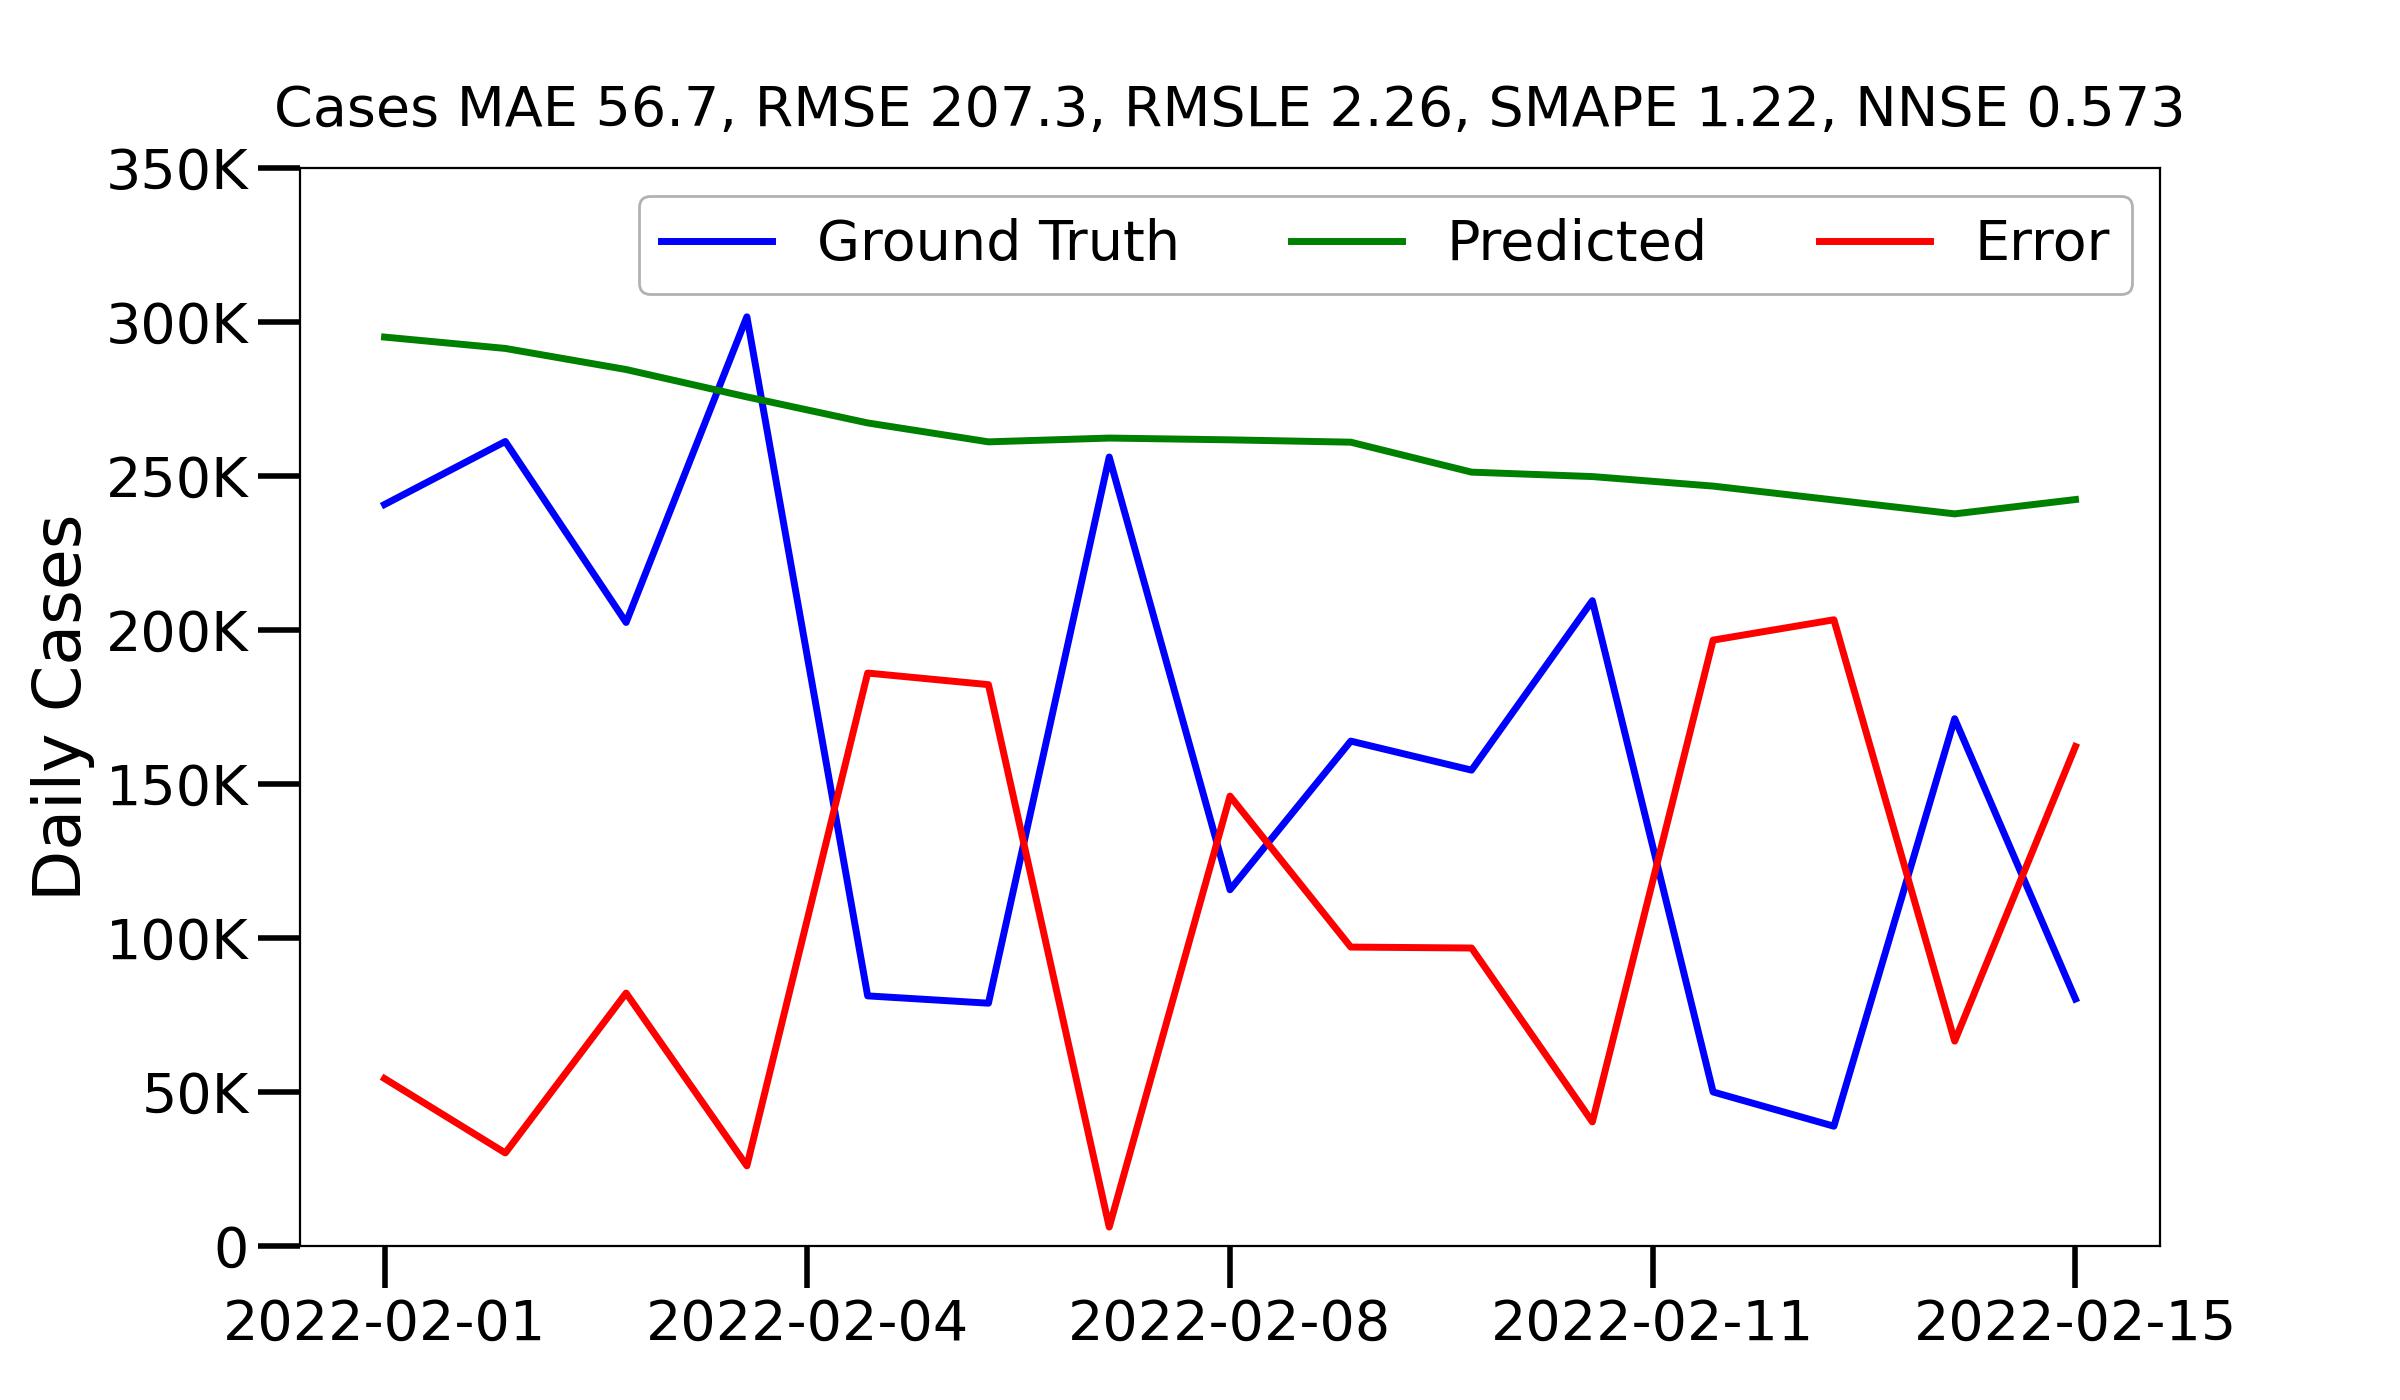 Cases MAE 56.7, RMSE 207.3, RMSLE 2.26, SMAPE 1.22, NNSE 0.573
Ground Truth Predicted Error
Daily Cases
350K
300K
250K
200K
150K
100K
50K
0
2022-02-01 2022-02-04 2022-02-08 2022-02-11 2022-02-15